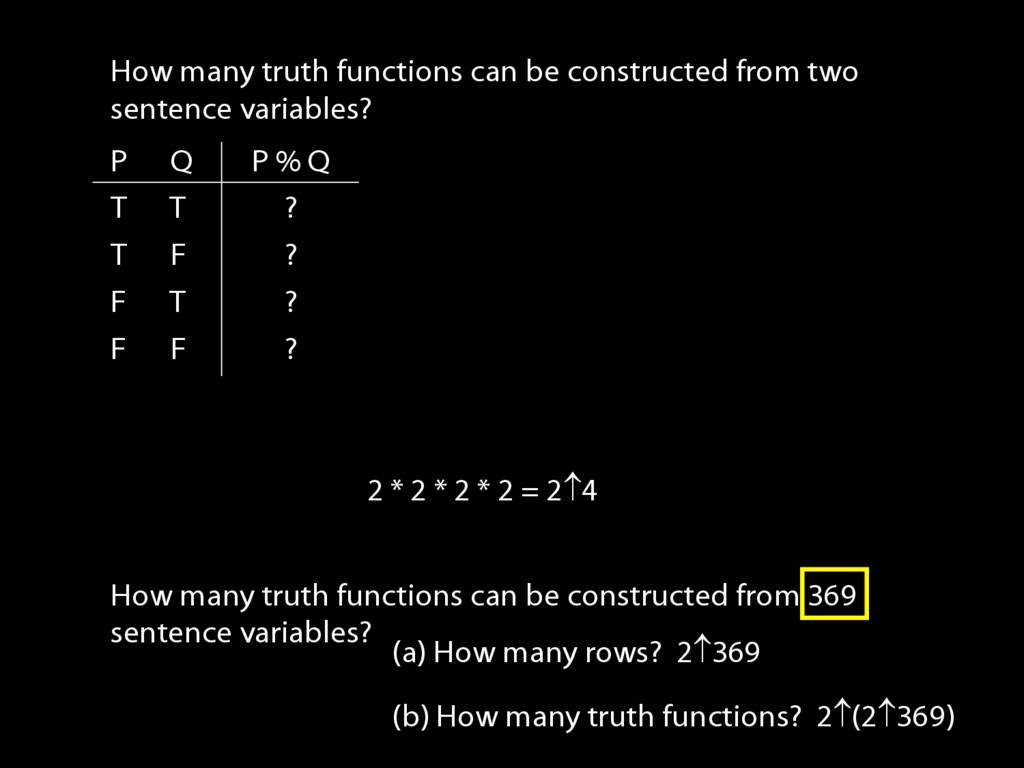 How many truth functions can be constructed from two
sentence variables?
P Q P % Q
T T ?
T F ?
F T ?
F F ?
2 * 2 * 2 * 2 = 2↑4
How many truth functions can be constructed from 369
sentence variables?
(a) How many rows? 2↑369
(b) How many truth functions? 2↑(2↑369)